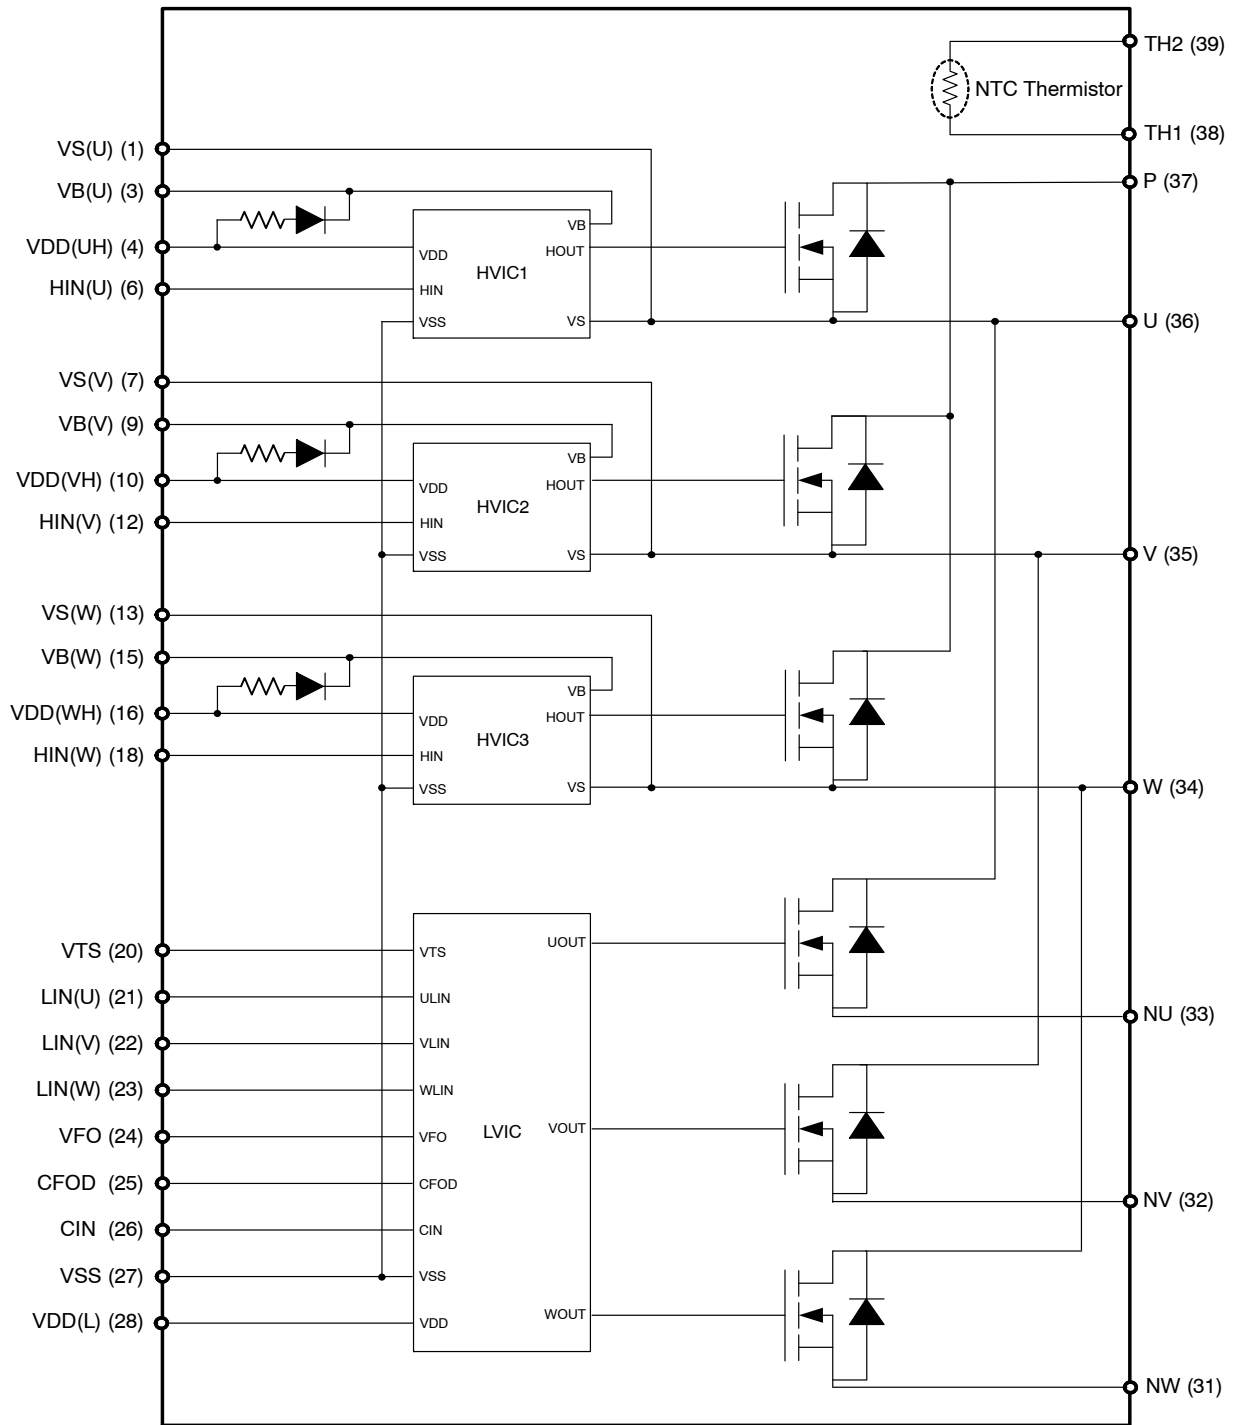 TH2 (39)
NTC Thermistor
TH1 (38)
VS(U) (1)
P (37)
VB(U) (3)
VB
VDD(UH) (4)
VDD
HOUT
HVIC1
HIN(U) (6)
HIN
VSS
VS
U (36)
VS(V) (7)
VB(V) (9)
VB
VDD(VH) (10)
VDD
HOUT
HVIC2
HIN(V) (12)
HIN
VSS
VS
V (35)
VS(W) (13)
VB(W) (15)
VB
VDD(WH) (16)
VDD
HOUT
HVIC3
HIN(W) (18)
HIN
VSS
VS
W (34)
VTS (20)
VTS
UOUT
LIN(U) (21)
ULIN
NU (33)
LIN(V) (22)
VLIN
LIN(W) (23)
WLIN
VFO (24)
VFO
LVIC
VOUT
CFOD (25)
CFOD
NV (32)
CIN (26)
CIN
VSS (27)
VSS
VDD(L) (28)
VDD
WOUT
NW (31)